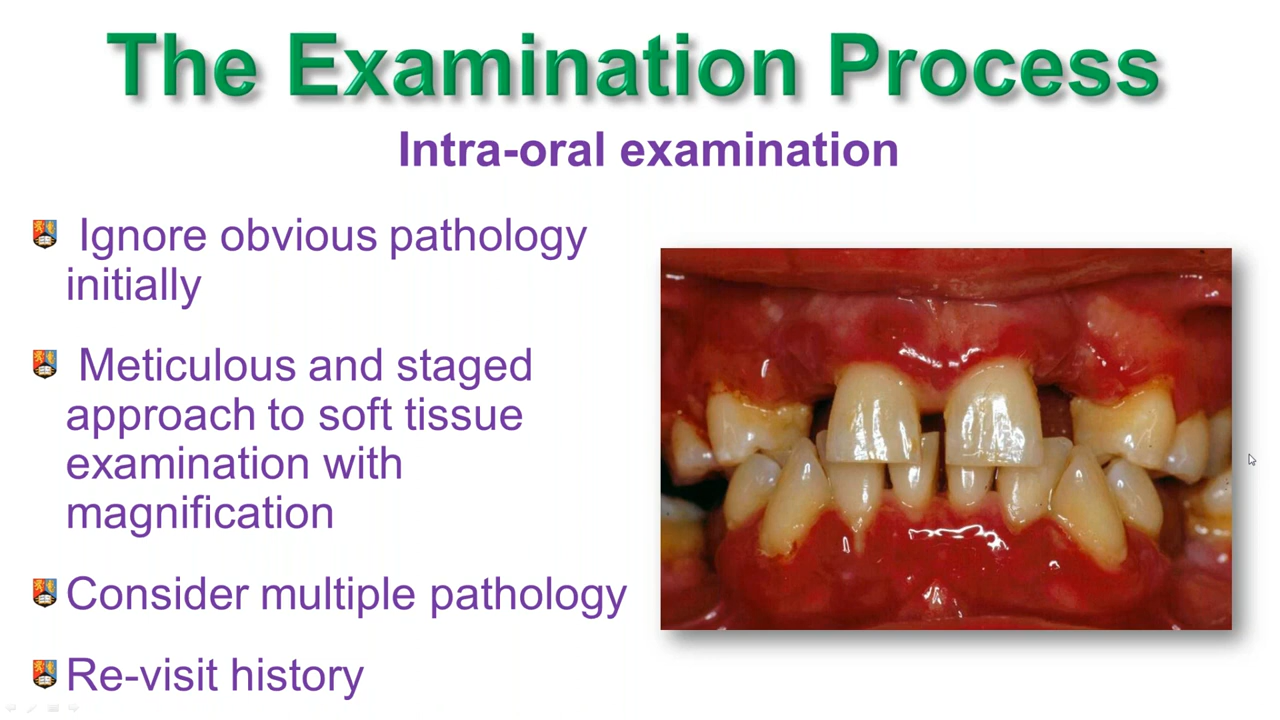 The Examination Process
Intra-oral examination
Ignore obvious pathology
initially
Meticulous and staged
approach to soft tissue
examination with
magnification
Consider multiple pathology
Re-visit history